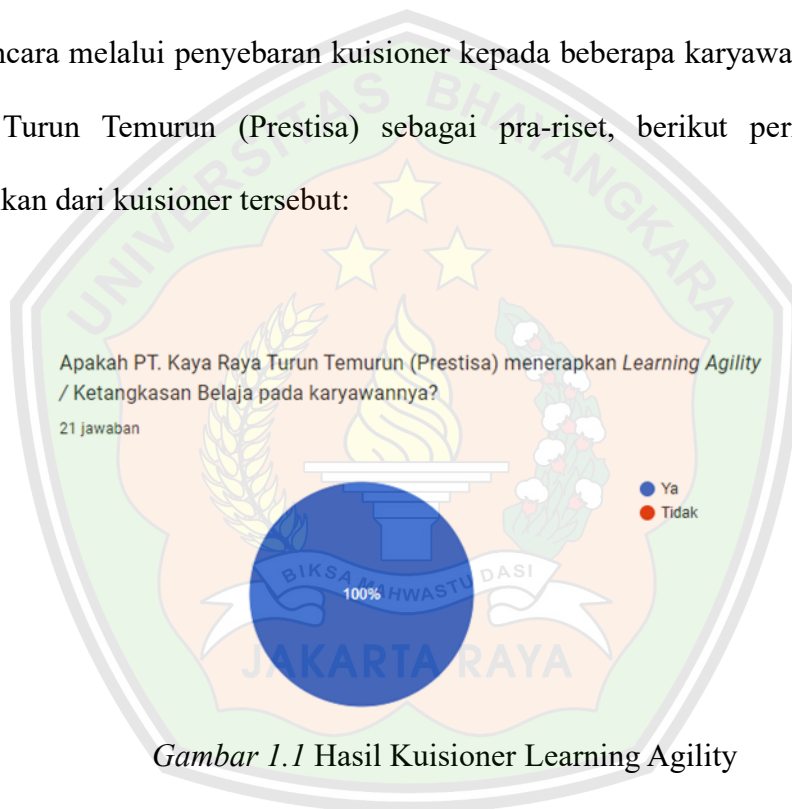 ncara melalui penyebaran kuisioner kepada beberapa karyawa
Turun Temurun (Prestisa) sebagai pra-riset, berikut per
kan dari kuisioner tersebut:
UNIVERSITAS BHAYANGKARA
Apakah PT. Kaya Raya Turun Temurun (Prestisa) menerapkan Learning Agility
/ Ketangkasan Belaja pada karyawannya?
21 jawaban
Ya
Tidak
BIKSA MAHWASTU DASI
100%
JAKARTA RAYA
Gambar 1.1 Hasil Kuisioner Learning Agility